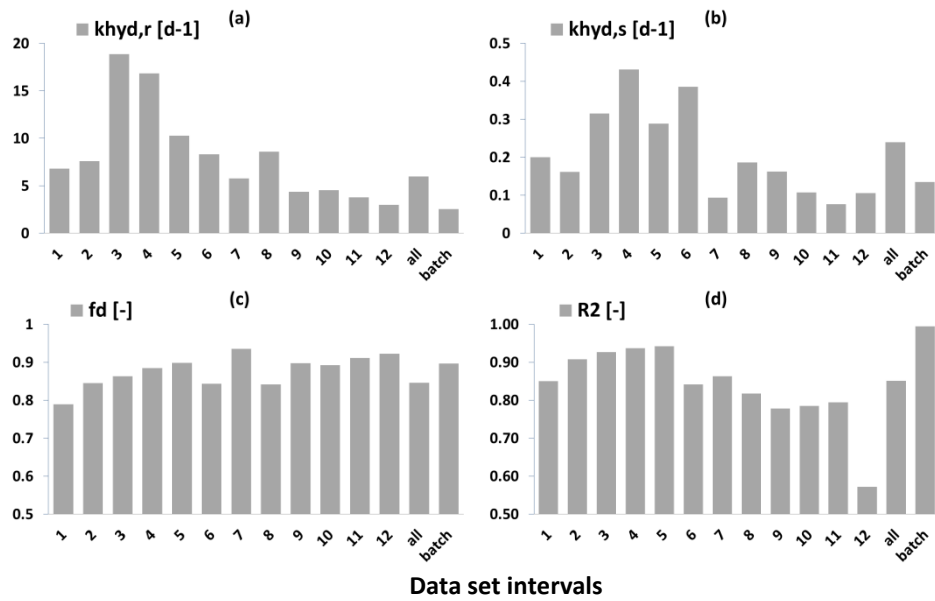 (a)
khyd,r [d-1]
20
15
10
5
0
1 2 3 4 5 6 7 8 9 10 11 12 all batch
(b)
khyd,s [d-1]
0.5
0.4
0.3
0.2
0.1
0
1 2 3 4 5 6 7 8 9 10 11 12 all batch
(c)
fd [-]
1
0.9
0.8
0.7
0.6
0.5
1 2 3 4 5 6 7 8 9 10 11 12 all batch
(d)
R2 [-]
1.00
0.90
0.80
0.70
0.60
0.50
1 2 3 4 5 6 7 8 9 10 11 12 all batch
Data set intervals